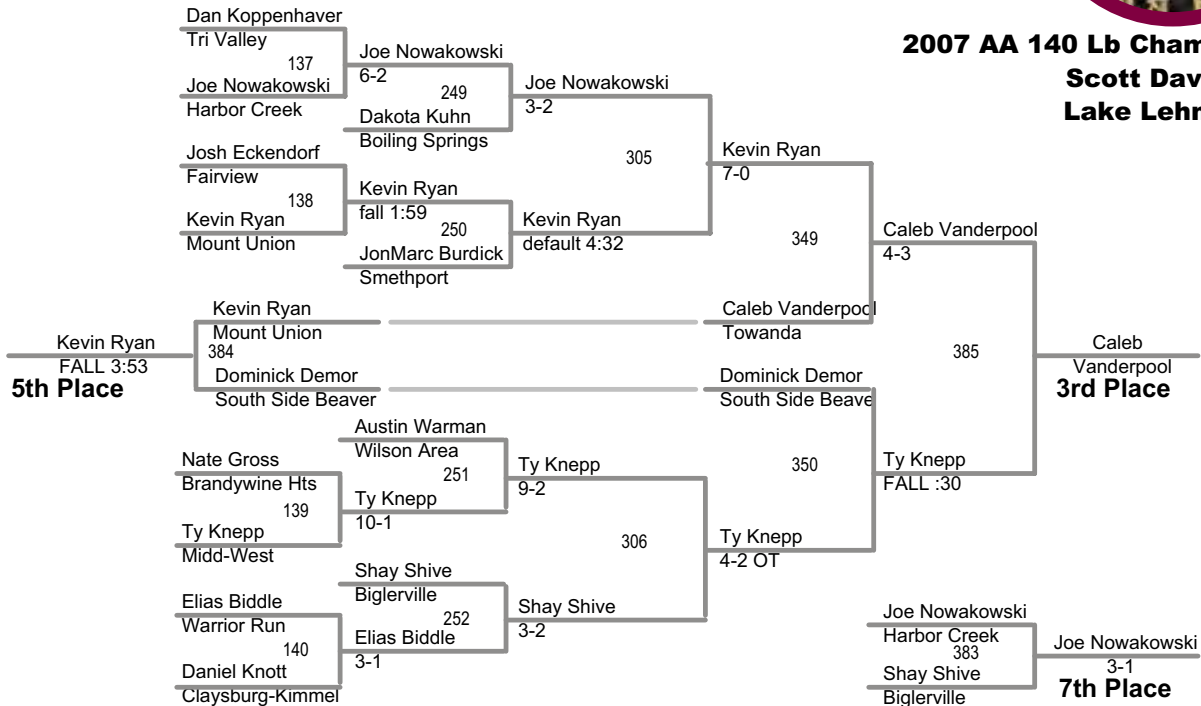 2007 AA 140 Lb Cham
Scott Dav
Lake Lehn
Dan Koppenhaver
Tri Valley
137
Joe Nowakowski
Harbor Creek
Joe Nowakowski
6-2
249
Dakota Kuhn
Boiling Springs
Joe Nowakowski
3-2
Josh Eckendorf
Fairview
138
Kevin Ryan
Mount Union
Kevin Ryan
fall 1:59
250
JonMarc Burdick
Smethport
Kevin Ryan
default 4:32
305
Kevin Ryan
7-0
349
Caleb Vanderpool
Towanda
Caleb Vanderpool
4-3
Kevin Ryan
Mount Union
384
Dominick Demor
South Side Beaver
Kevin Ryan
FALL 3:53
5th Place
Dominick Demor
South Side Beave
385
Caleb
Vanderpool
3rd Place
Austin Warman
Wilson Area
251
Nate Gross
Brandywine Hts
139
Ty Knepp
Midd-West
Ty Knepp
10-1
Ty Knepp
9-2
350
Ty Knepp
FALL :30
306
Ty Knepp
4-2 OT
Shay Shive
Biglerville
252
Elias Biddle
Warrior Run
140
Daniel Knott
Claysburg-Kimmel
Elias Biddle
3-1
Shay Shive
3-2
Joe Nowakowski
Harbor Creek
383
Shay Shive
Biglerville
Joe Nowakowski
3-1
7th Place